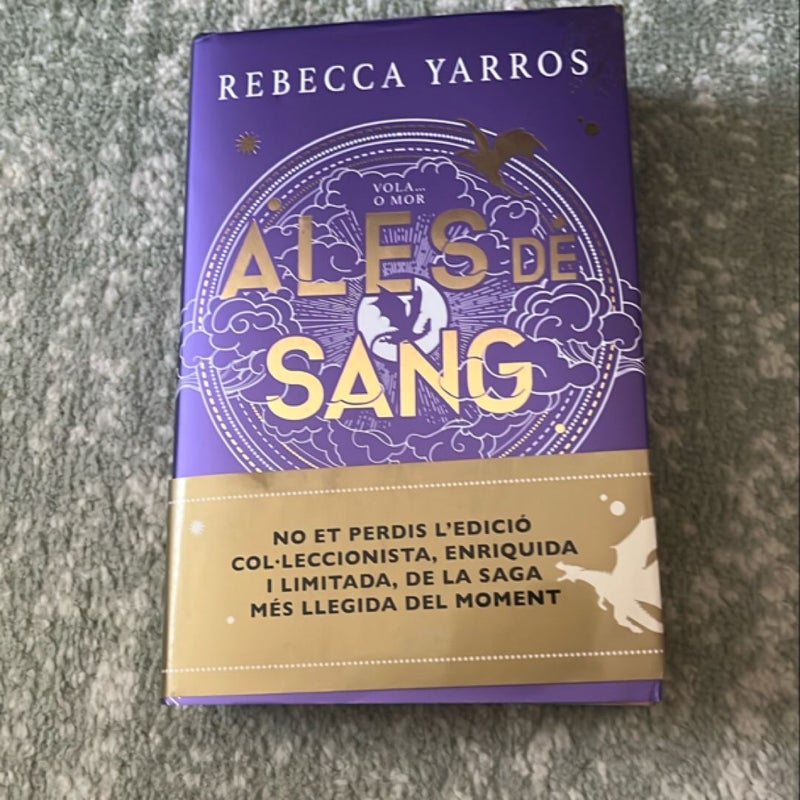 REBECCA YARROS
VOLA...
O MOR
ALES DE
SANG
NO ET PERDIS L'EDICIÓ
COL·LECCIONISTA, ENRIQUIDA
I LIMITADA, DE LA SAGA
MÉS LLEGIDA DEL MOMENT